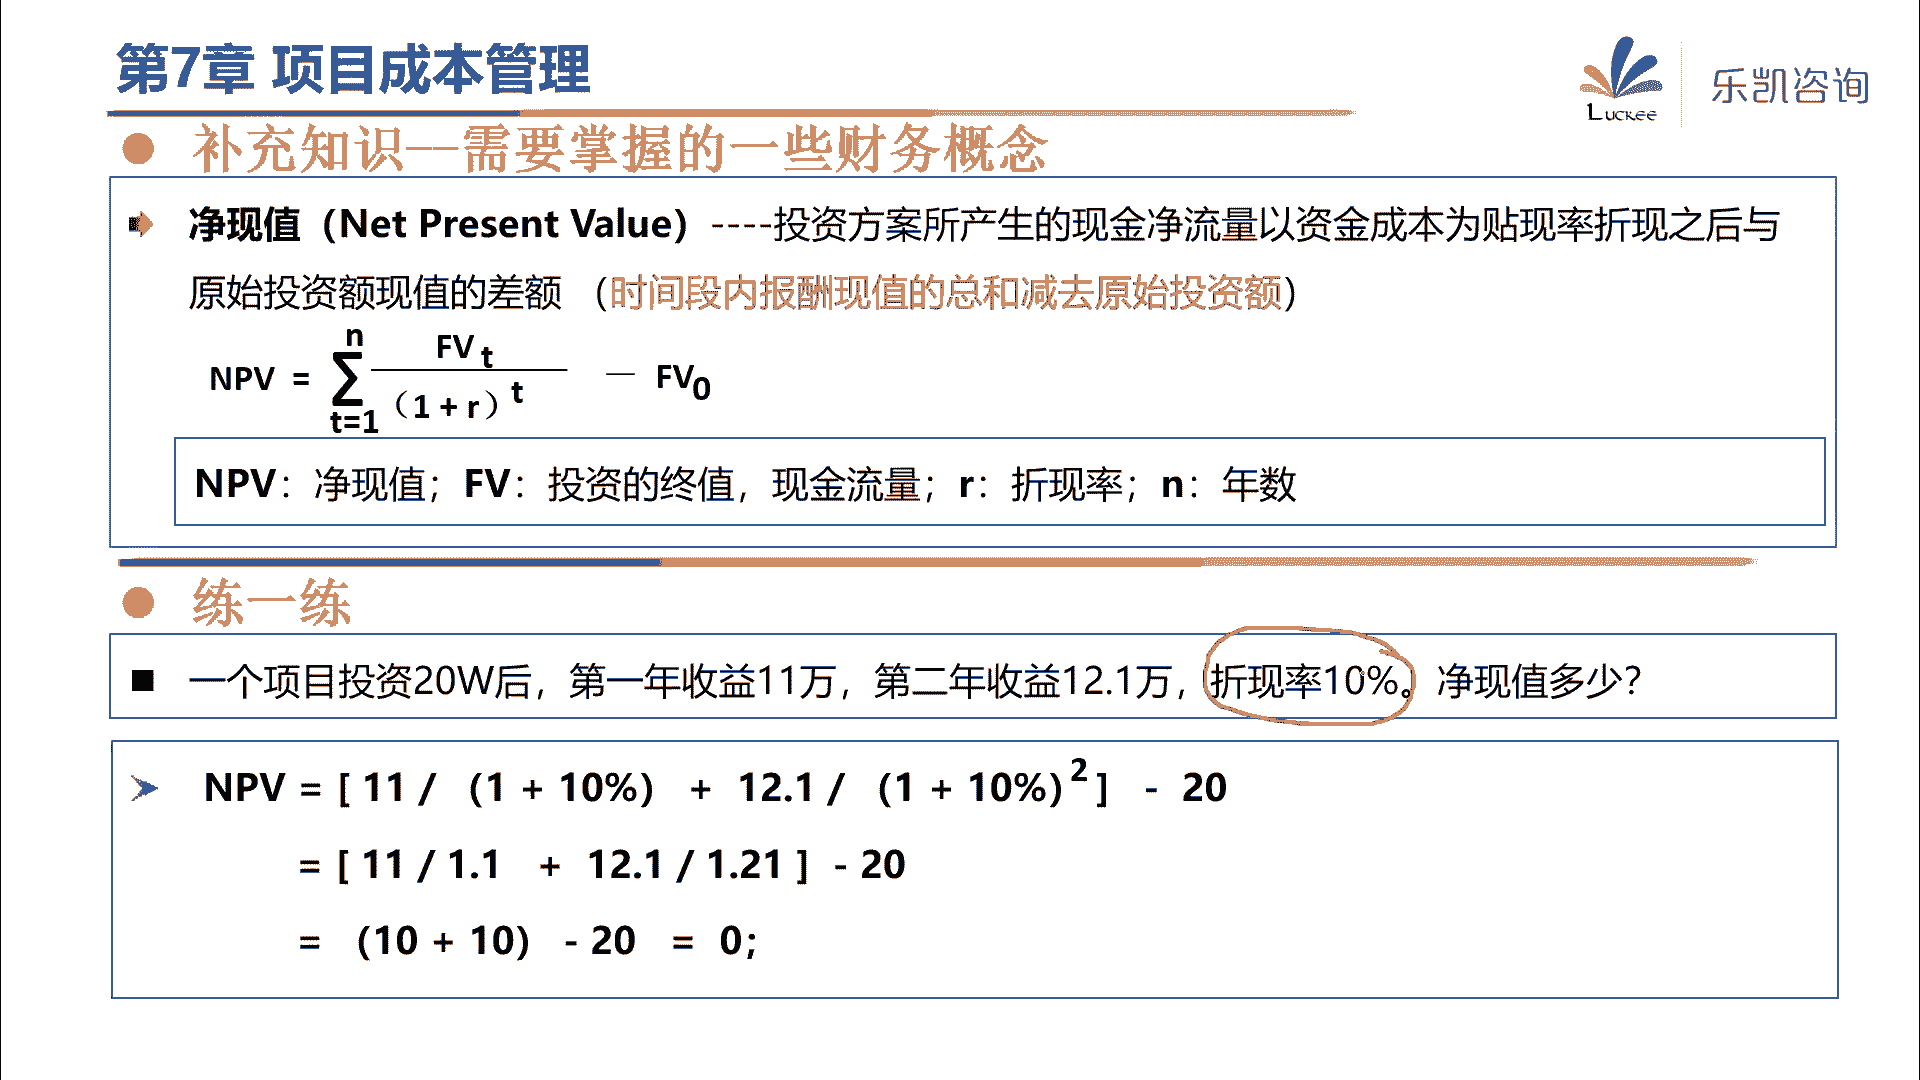 第7章 项目成本管理
Luckee
乐凯咨询
补充知识——需要掌握的一些财务概念
净现值（Net Present Value）----投资方案所产生的现金净流量以资金成本为贴现率折现之后与
原始投资额现值的差额 （时间段内报酬现值的总和减去原始投资额）
NPV = n∑t=1 FVt /（1 + r）^t — FV0
NPV：净现值；FV：投资的终值，现金流量；r：折现率；n：年数
练一练
一个项目投资20W后，第一年收益11万，第二年收益12.1万，折现率10%。净现值多少？
NPV = [ 11 / （1 + 10%） + 12.1 / （1 + 10%）² ] - 20
= [ 11 / 1.1 + 12.1 / 1.21 ] - 20
= （10 + 10） - 20 = 0；